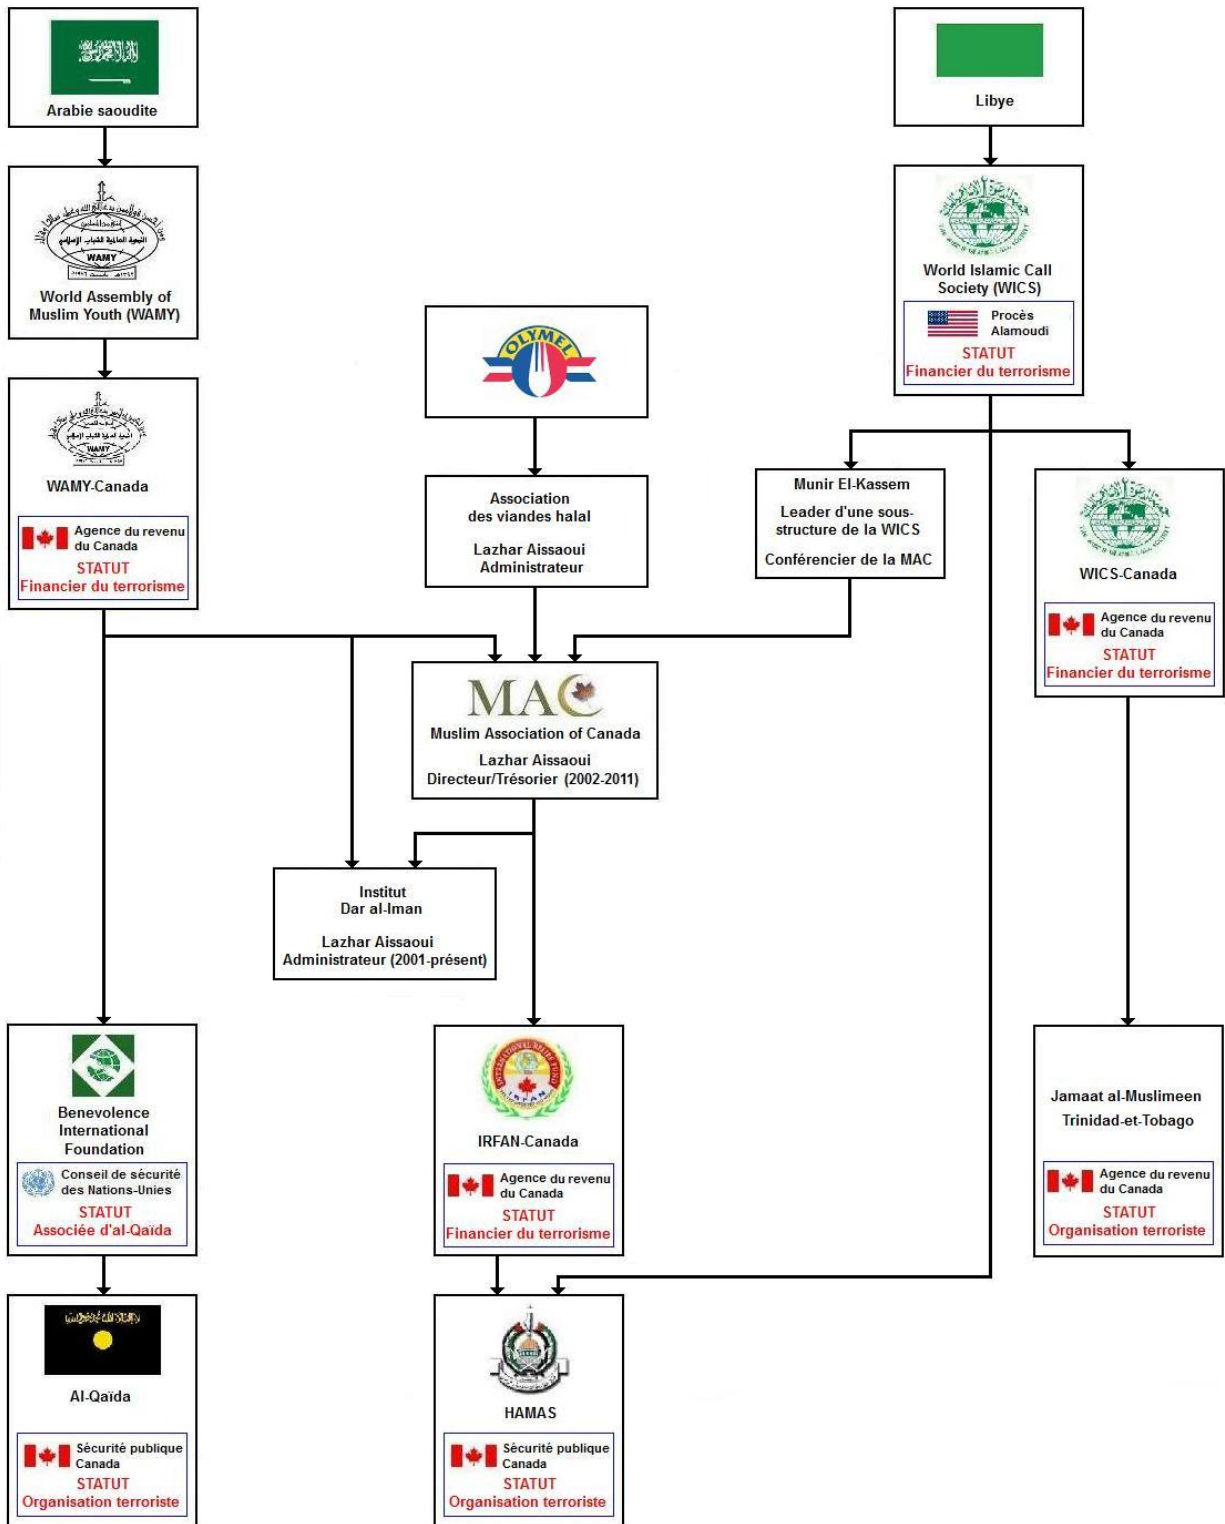 Arabie saoudite
Libye
WAMY
World Assembly of
Muslim Youth (WAMY)
World Islamic Call
Society (WICS)
Procès
Alamoudi
STATUT
Financier du terrorisme
OLYMEL
WAMY
WAMY-Canada
Agence du revenu
du Canada
STATUT
Financier du terrorisme
Association
des viandes halal
Lazhar Aissaoui
Administrateur
Munir El-Kassem
Leader d'une sous-
structure de la WICS
Conférencier de la MAC
WICS-Canada
Agence du revenu
du Canada
STATUT
Financier du terrorisme
MAC
Muslim Association of Canada
Lazhar Aissaoui
Directeur/Trésorier (2002-2011)
Institut
Dar al-Iman
Lazhar Aissaoui
Administrateur (2001-présent)
Benevolence
International
Foundation
Conseil de sécurité
des Nations-Unies
STATUT
Associée d'al-Qaïda
INTERNATIONAL RELIEF FUND
IRFAN
IRFAN-Canada
Agence du revenu
du Canada
STATUT
Financier du terrorisme
Jamaat al-Muslimeen
Trinidad-et-Tobago
Agence du revenu
du Canada
STATUT
Organisation terroriste
Al-Qaïda
Sécurité publique
Canada
STATUT
Organisation terroriste
HAMAS
Sécurité publique
Canada
STATUT
Organisation terroriste